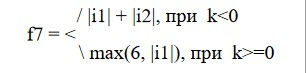 / |i1| + |i2|, при k<0
f7 = <
\ max(6, |i1|), при k>=0